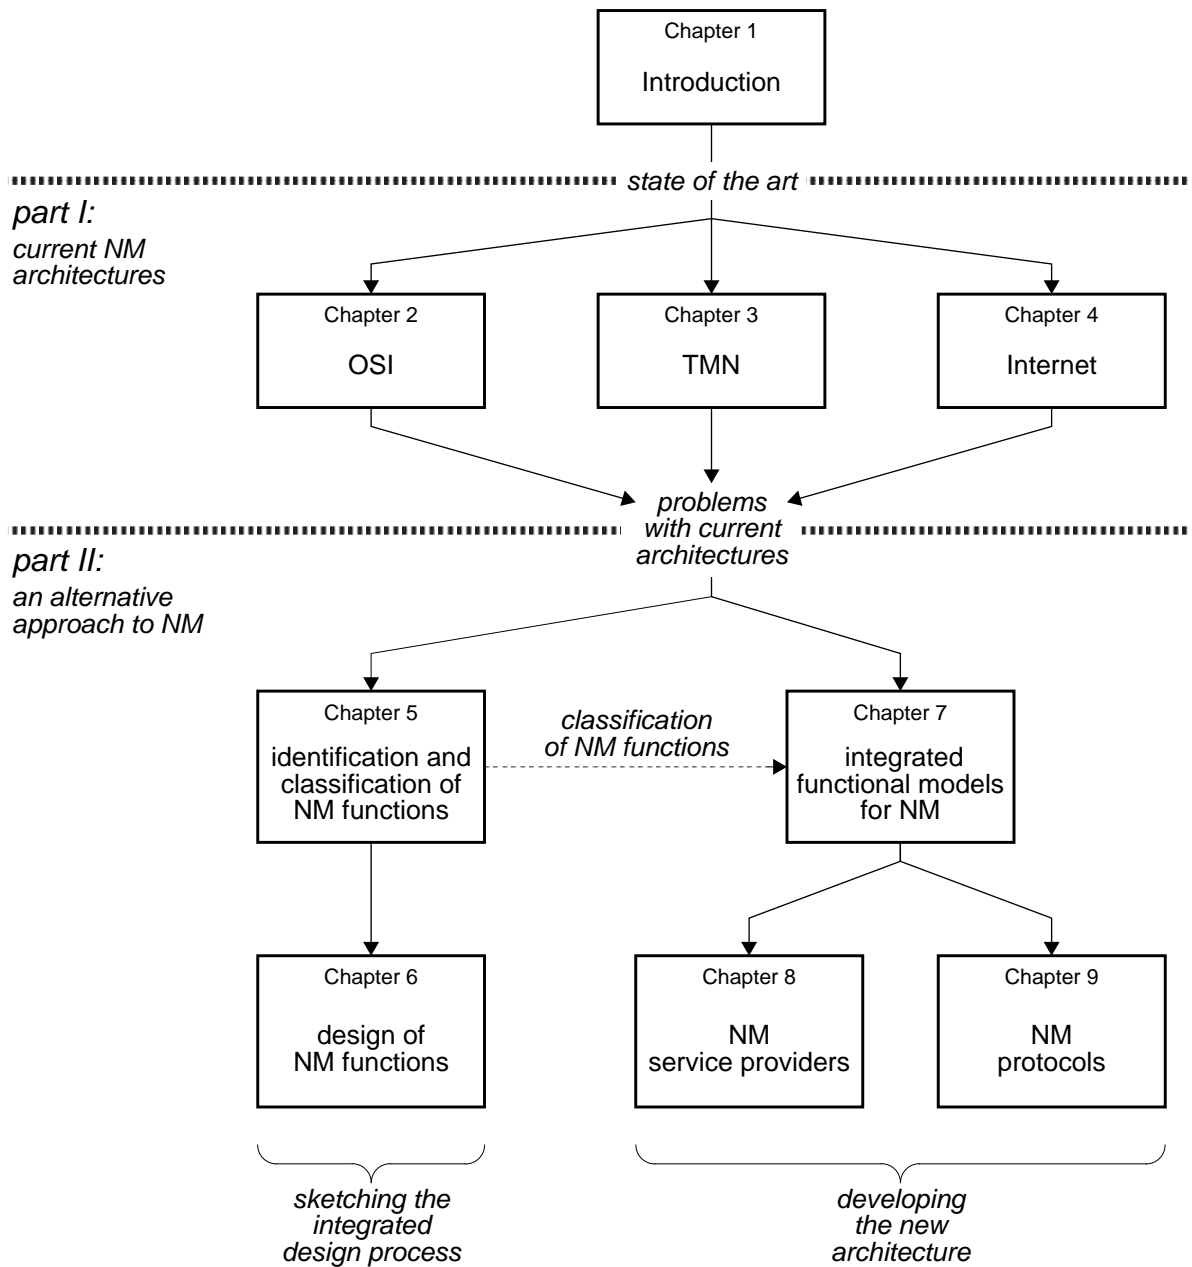 Chapter 1
Introduction
state of the art
part I:
current NM
architectures
Chapter 2
OSI
Chapter 3
TMN
Chapter 4
Internet
problems
with current
architectures
part II:
an alternative
approach to NM
Chapter 5
identification and
classification of
NM functions
classification
of NM functions
Chapter 7
integrated
functional models
for NM
Chapter 6
design of
NM functions
Chapter 8
NM
service providers
Chapter 9
NM
protocols
sketching the
integrated
design process
developing
the new
architecture